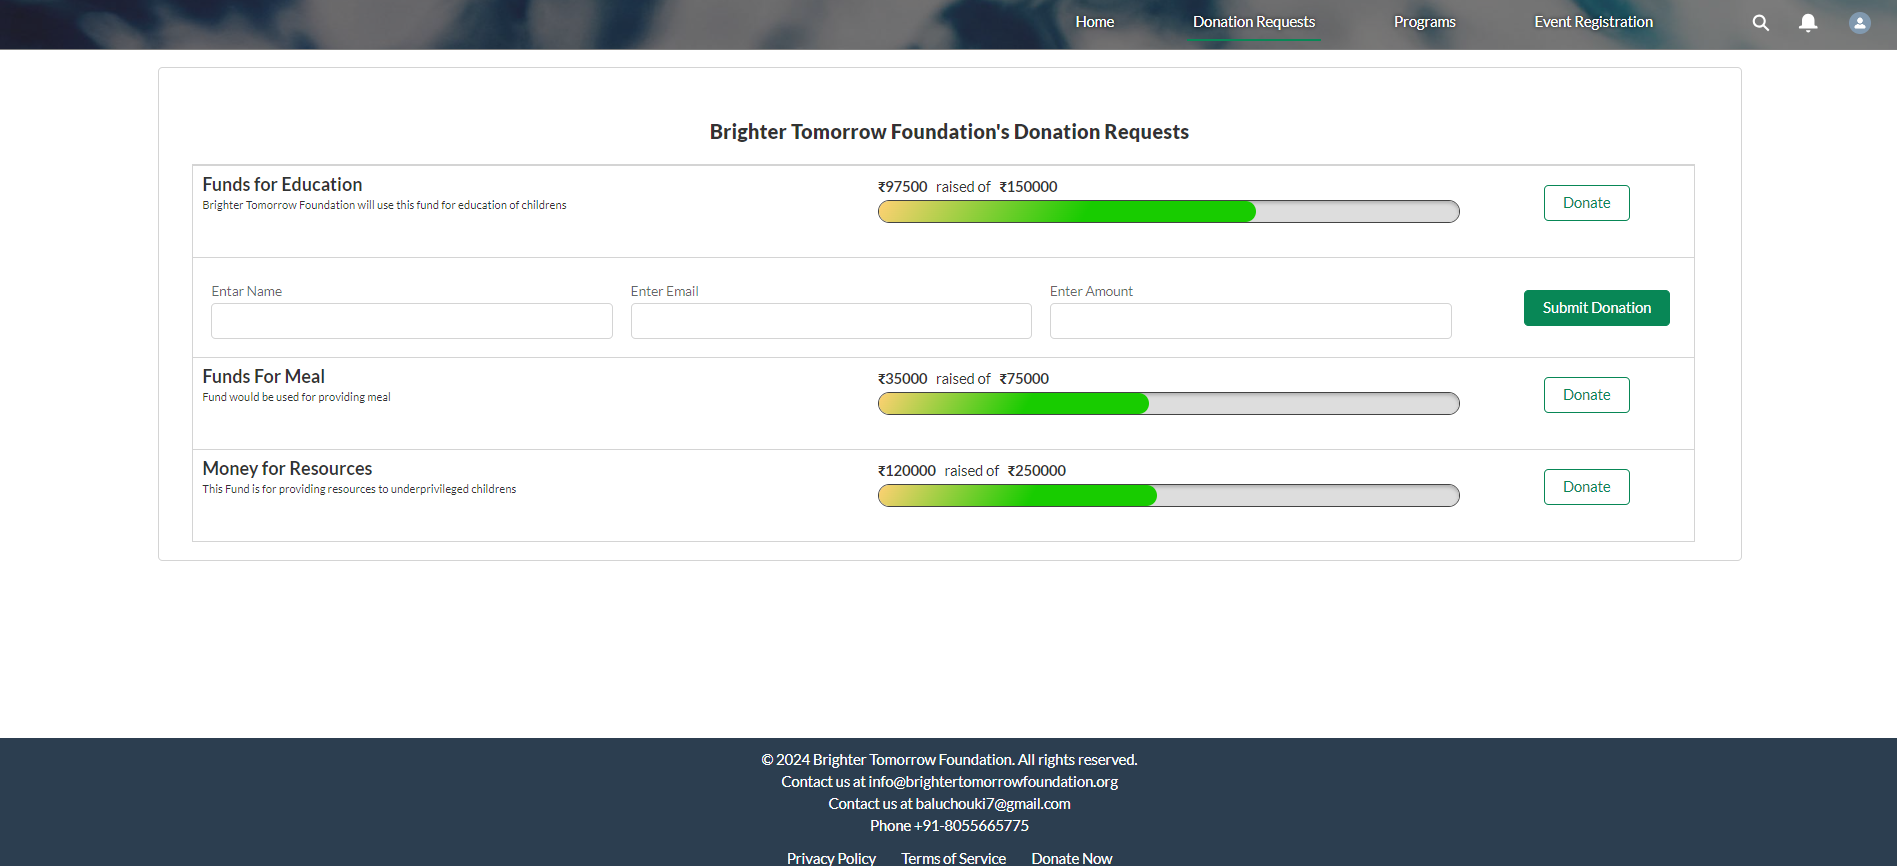 Home Donation Requests Programs Event Registration
Brighter Tomorrow Foundation's Donation Requests
Funds for Education
Brighter Tomorrow Foundation will use this fund for education of childrens
₹97500 raised of ₹150000
Donate
Entar Name
Enter Email
Enter Amount
Submit Donation
Funds For Meal
Fund would be used for providing meal
₹35000 raised of ₹75000
Donate
Money for Resources
This Fund is for providing resources to underprivileged childrens
₹120000 raised of ₹250000
Donate
© 2024 Brighter Tomorrow Foundation. All rights reserved.
Contact us at info@brightertomorrowfoundation.org
Contact us at baluchouki7@gmail.com
Phone +91-8055665775
Privacy Policy Terms of Service Donate Now